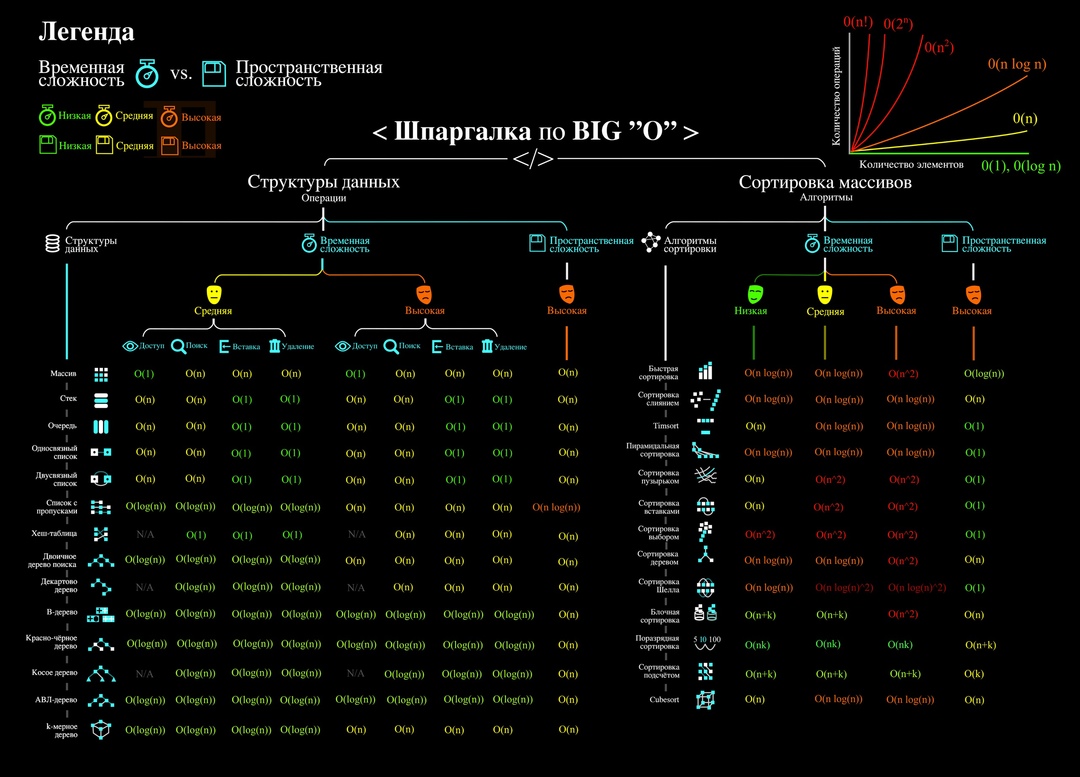 Легенда
Временная сложность vs. Пространственная сложность
Низкая Средняя Высокая
Низкая Средняя Высокая
0(n!) 0(2ⁿ)
0(n²)
0(n log n)
0(n)
0(1), 0(log n)
Количество операций
Количество элементов
< Шпаргалка по BIG ”O” >
</>
Структуры данных
Операции
Сортировка массивов
Алгоритмы
Структуры данных
Временная сложность
Пространственная сложность
Алгоритмы сортировки
Временная сложность
Пространственная сложность
Средняя Высокая Высокая
Низкая Средняя Высокая Высокая
Доступ Поиск Вставка Удаление Доступ Поиск Вставка Удаление
Массив O(1) O(n) O(n) O(n) O(1) O(n) O(n) O(n) O(n)
Стек O(n) O(n) O(1) O(1) O(n) O(n) O(1) O(1) O(n)
Очередь O(n) O(n) O(1) O(1) O(n) O(n) O(1) O(1) O(n)
Односвязный список O(n) O(n) O(1) O(1) O(n) O(n) O(1) O(1) O(n)
Двусвязный список O(n) O(n) O(1) O(1) O(n) O(n) O(1) O(1) O(n)
Список с пропусками O(log(n)) O(log(n)) O(log(n)) O(log(n)) O(n) O(n) O(n) O(n) O(n log(n))
Хеш-таблица N/A O(1) O(1) O(1) N/A O(n) O(n) O(n) O(n)
Двоичное дерево поиска O(log(n)) O(log(n)) O(log(n)) O(log(n)) O(n) O(n) O(n) O(n) O(n)
Декартово дерево N/A O(log(n)) O(log(n)) O(log(n)) N/A O(n) O(n) O(n) O(n)
B-дерево O(log(n)) O(log(n)) O(log(n)) O(log(n)) O(log(n)) O(log(n)) O(log(n)) O(log(n)) O(n)
Красно-чёрное дерево O(log(n)) O(log(n)) O(log(n)) O(log(n)) O(log(n)) O(log(n)) O(log(n)) O(log(n)) O(n)
Косое дерево N/A O(log(n)) O(log(n)) O(log(n)) N/A O(log(n)) O(log(n)) O(log(n)) O(n)
АВЛ-дерево O(log(n)) O(log(n)) O(log(n)) O(log(n)) O(log(n)) O(log(n)) O(log(n)) O(log(n)) O(n)
k-мерное дерево O(log(n)) O(log(n)) O(log(n)) O(log(n)) O(n) O(n) O(n) O(n) O(n)
Быстрая сортировка O(n log(n)) O(n log(n)) O(n^2) O(log(n))
Сортировка слиянием O(n log(n)) O(n log(n)) O(n log(n)) O(n)
Timsort O(n) O(n log(n)) O(n log(n)) O(n)
Пирамидальная сортировка O(n log(n)) O(n log(n)) O(n log(n)) O(1)
Сортировка пузырьком O(n) O(n^2) O(n^2) O(1)
Сортировка вставками O(n) O(n^2) O(n^2) O(1)
Сортировка выбором O(n^2) O(n^2) O(n^2) O(1)
Сортировка деревом O(n log(n)) O(n log(n)) O(n^2) O(n)
Сортировка Шелла O(n log(n)) O(n log(n)^2) O(n log(n)^2) O(1)
Блочная сортировка O(n+k) O(n+k) O(n^2) O(n)
Поразрядная сортировка 5 10 100 O(nk) O(nk) O(nk) O(n+k)
Сортировка подсчётом O(n+k) O(n+k) O(n+k) O(k)
Cubesort O(n) O(n log(n)) O(n log(n)) O(n)